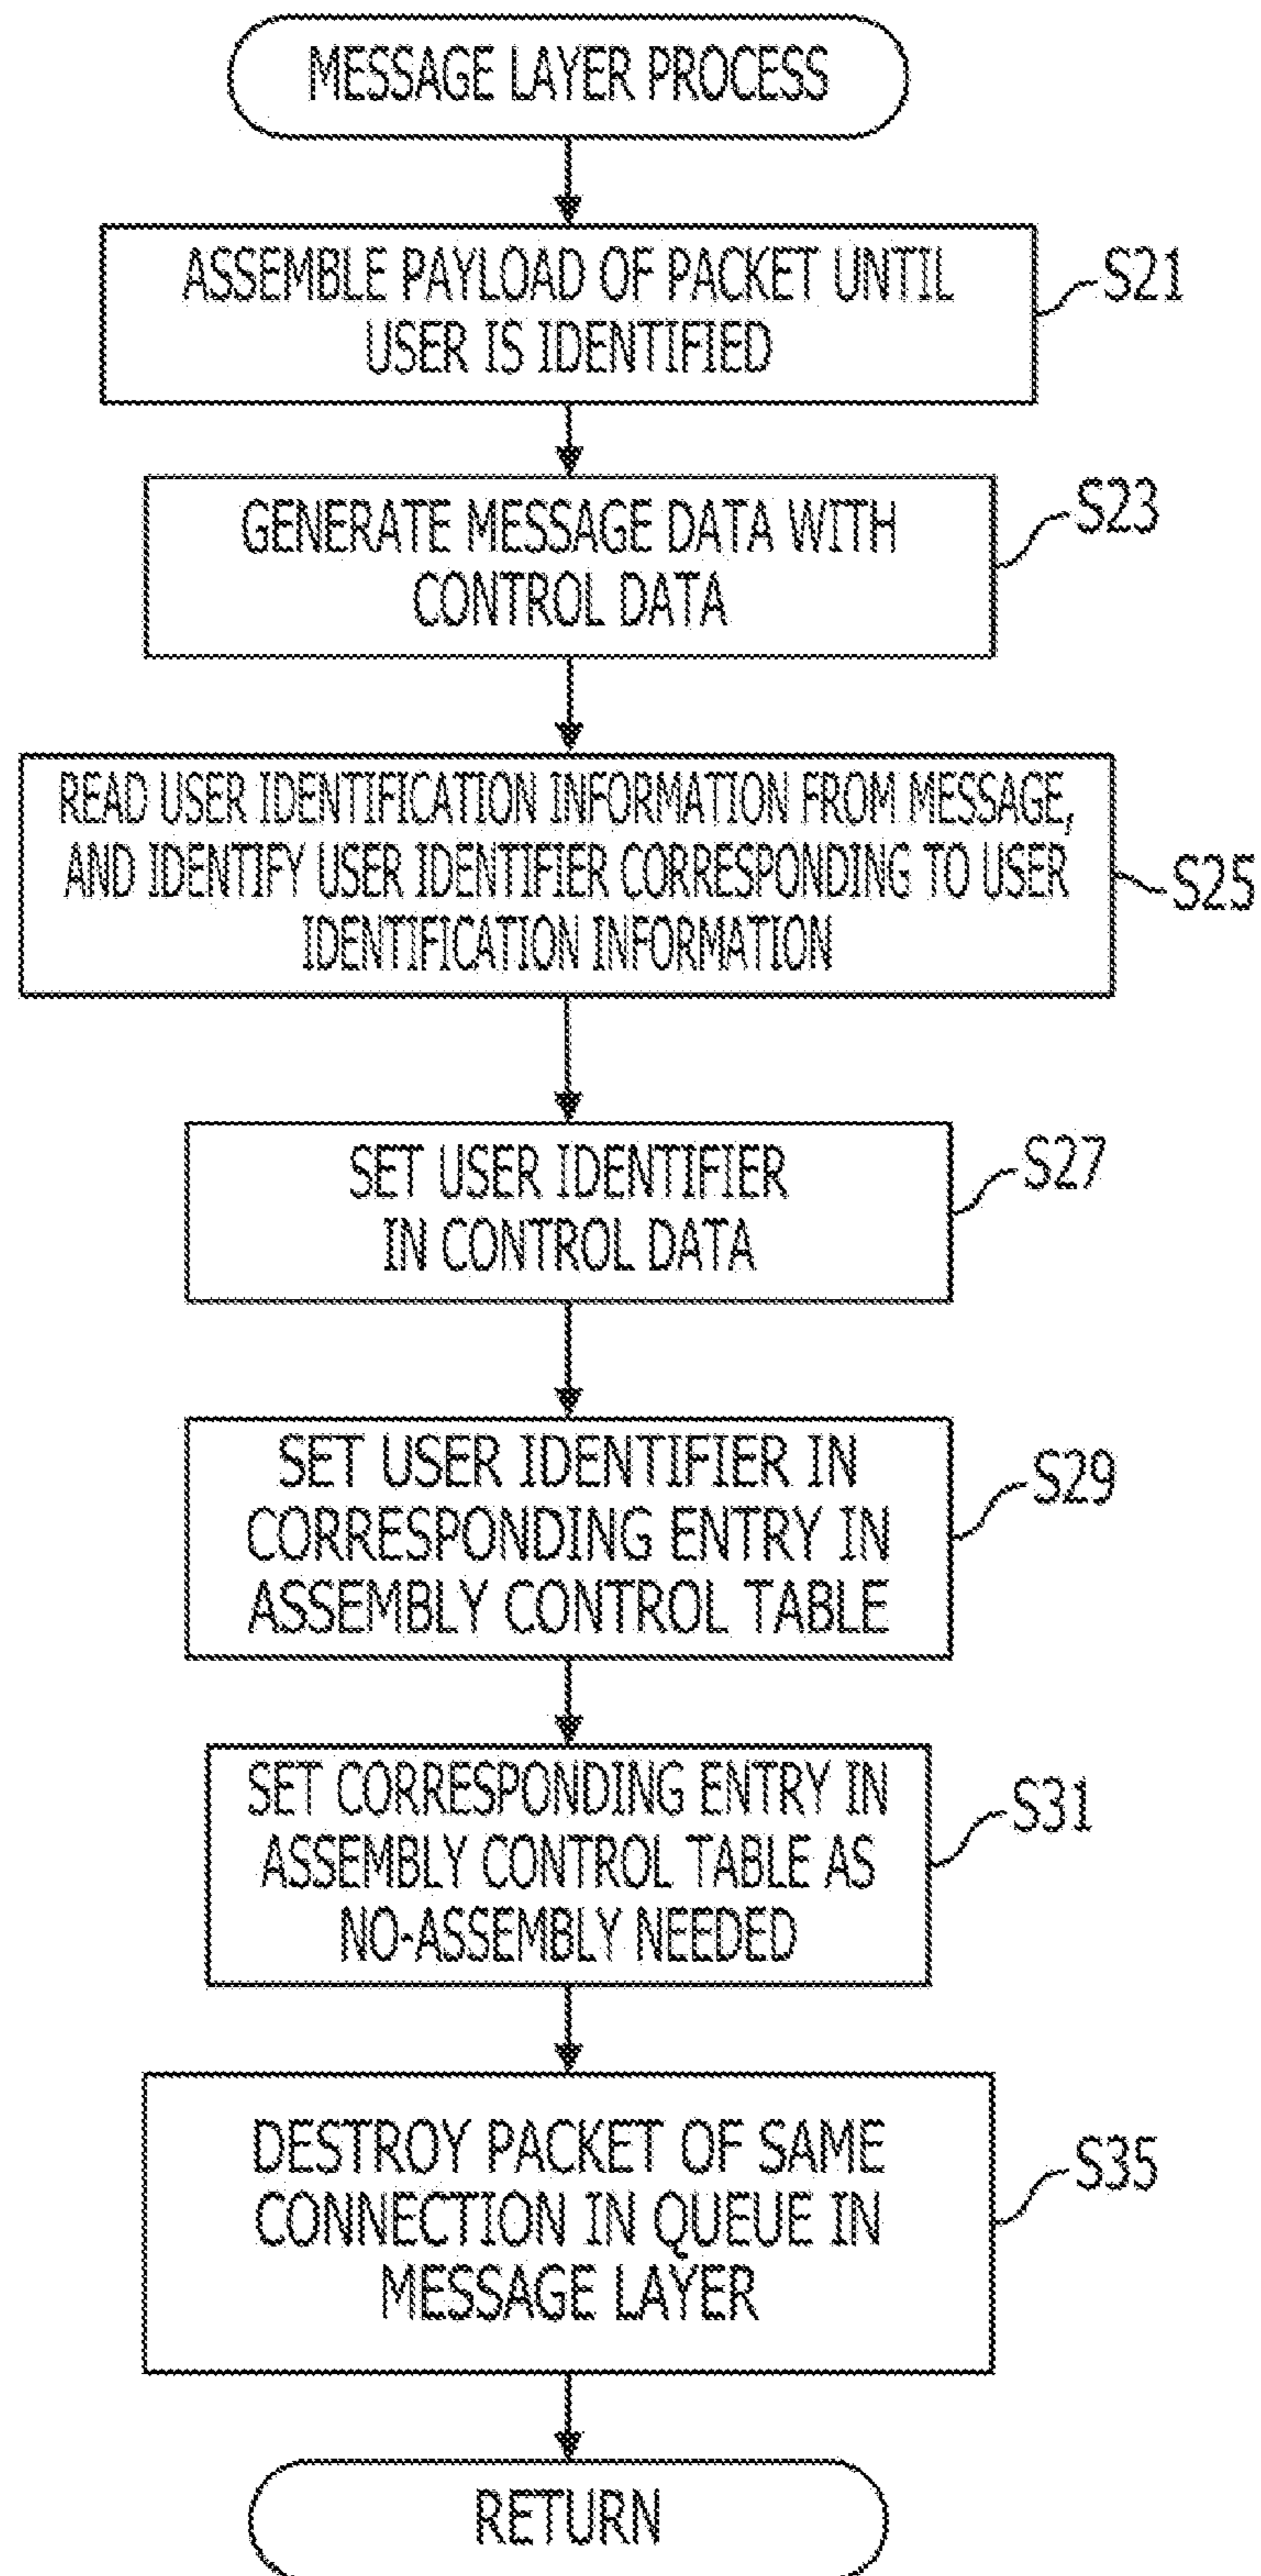 MESSAGE LAYER PROCESS
ASSEMBLE PAYLOAD OF PACKET UNTIL
USER IS IDENTIFIED
S21
GENERATE MESSAGE DATA WITH
CONTROL DATA
S23
READ USER IDENTIFICATION INFORMATION FROM MESSAGE,
AND IDENTIFY USER IDENTIFIER CORRESPONDING TO USER
IDENTIFICATION INFORMATION
S25
SET USER IDENTIFIER
IN CONTROL DATA
S27
SET USER IDENTIFIER IN
CORRESPONDING ENTRY IN
ASSEMBLY CONTROL TABLE
S29
SET CORRESPONDING ENTRY IN
ASSEMBLY CONTROL TABLE AS
NO-ASSEMBLY NEEDED
S31
DESTROY PACKET OF SAME
CONNECTION IN QUEUE IN
MESSAGE LAYER
S35
RETURN